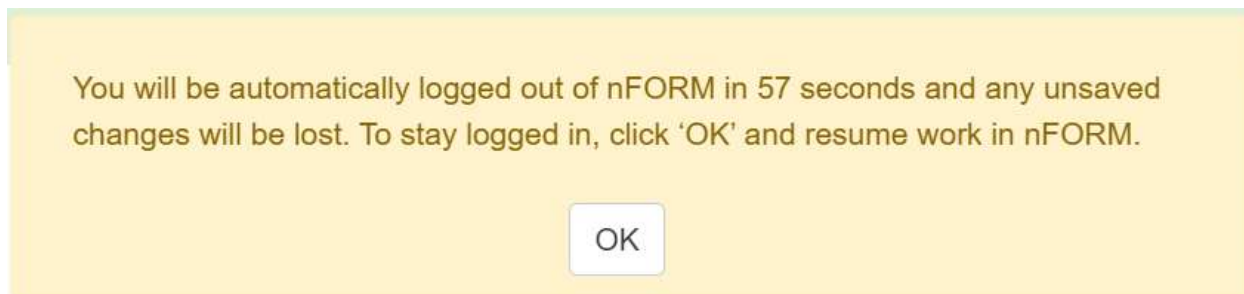 You will be automatically logged out of nFORM in 57 seconds and any unsaved
changes will be lost. To stay logged in, click ‘OK’ and resume work in nFORM.
OK